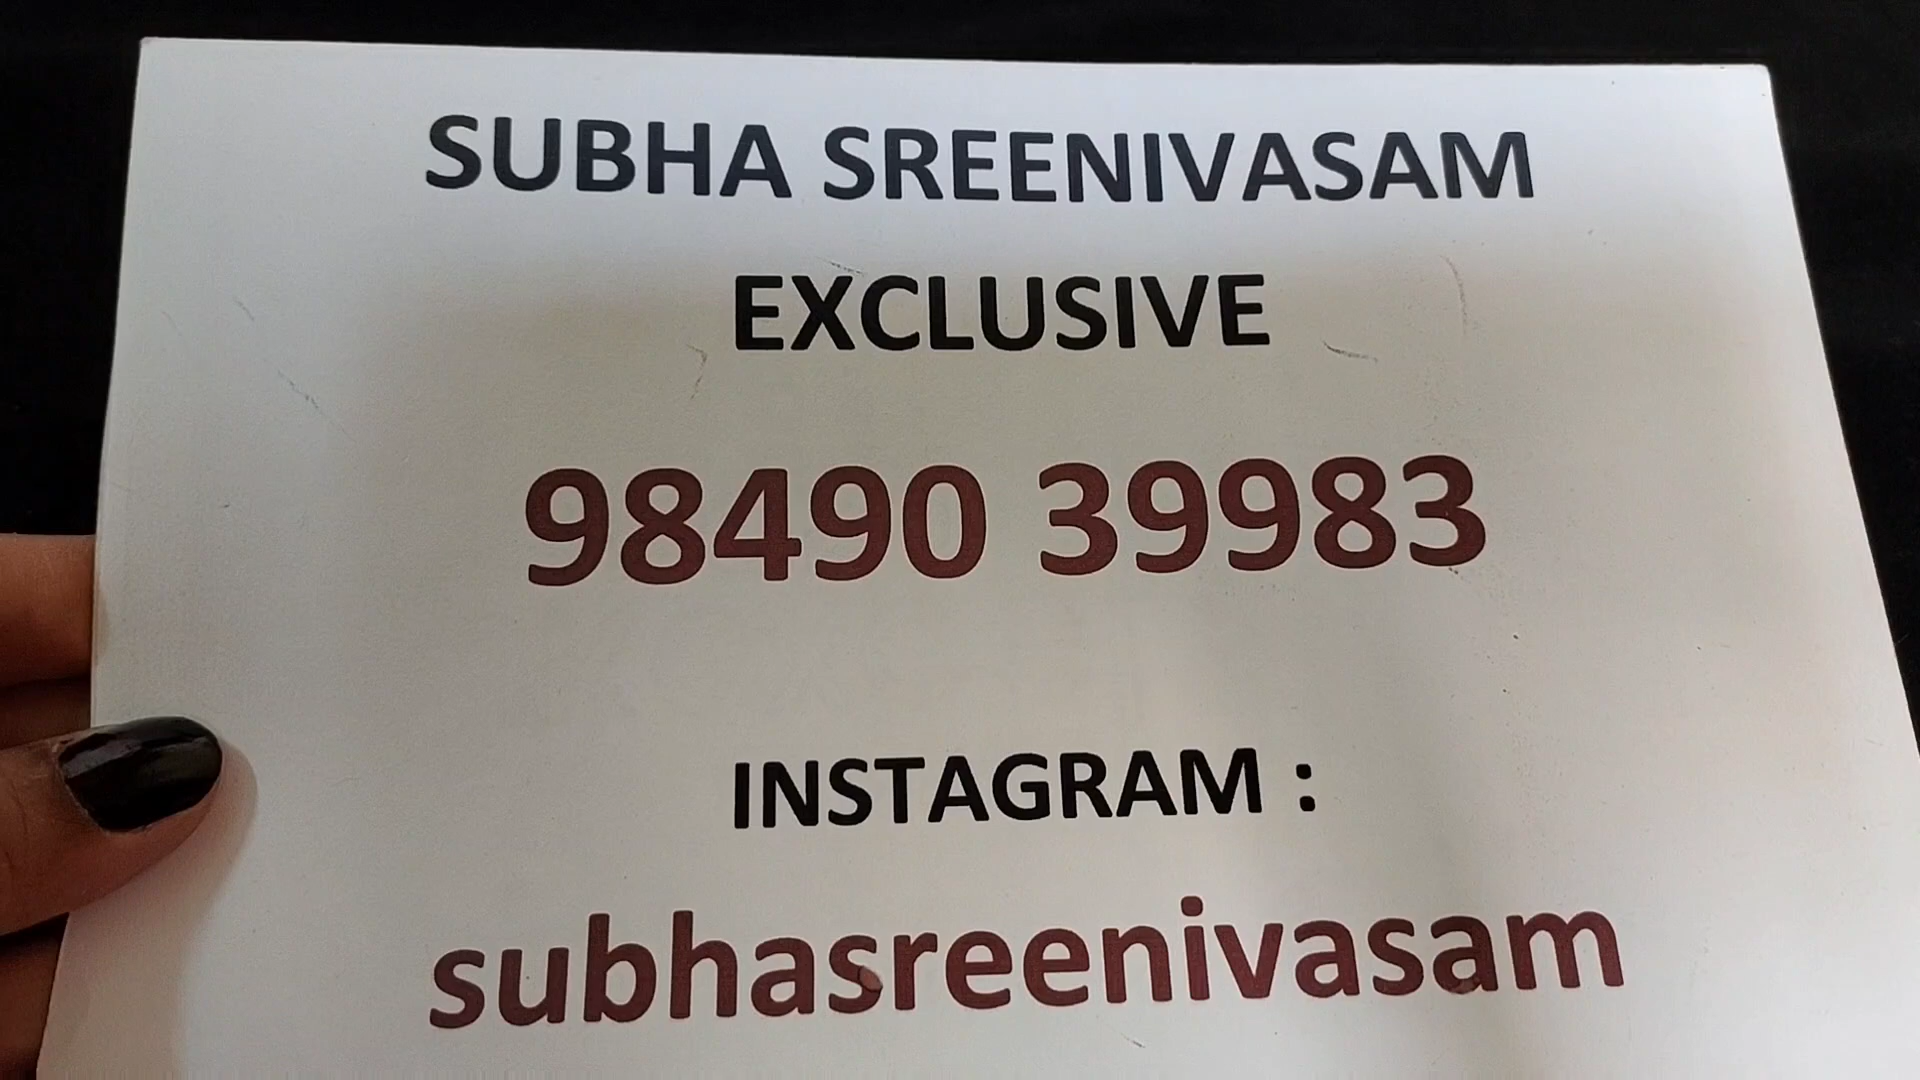 SUBHA SREENIVASAM
EXCLUSIVE
98490 39983
INSTAGRAM :
subhasreenivasam